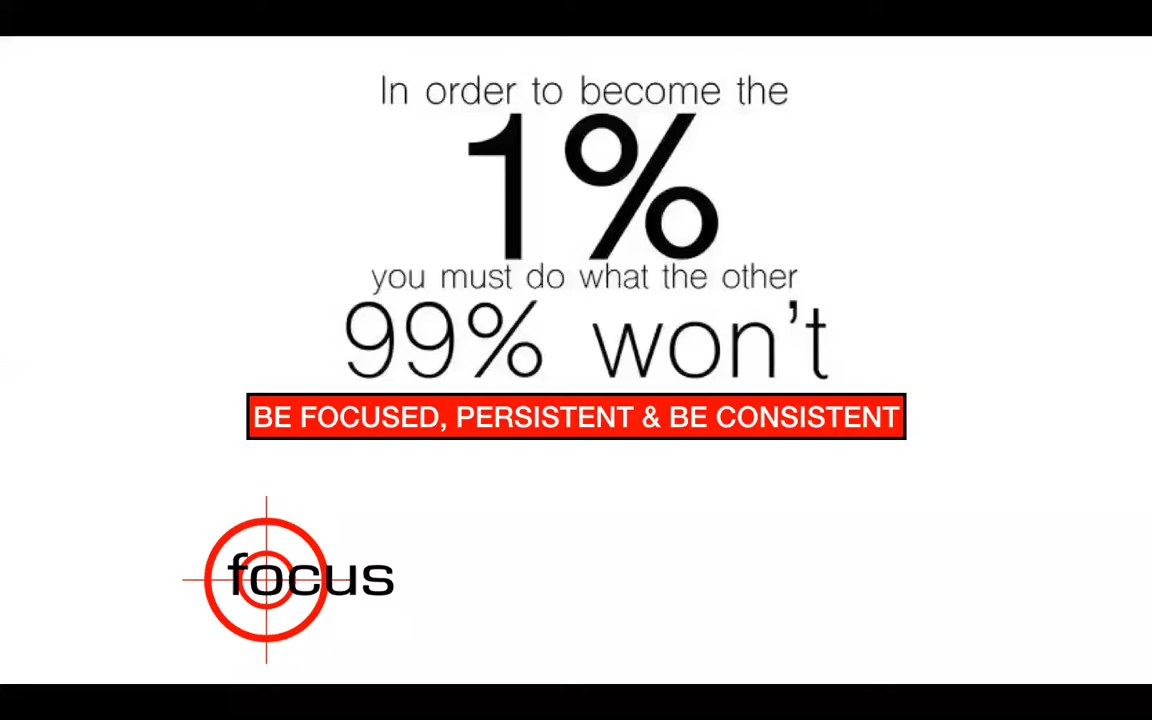 In order to become the
1%
you must do what the other
99% won't
BE FOCUSED, PERSISTENT & BE CONSISTENT
focus